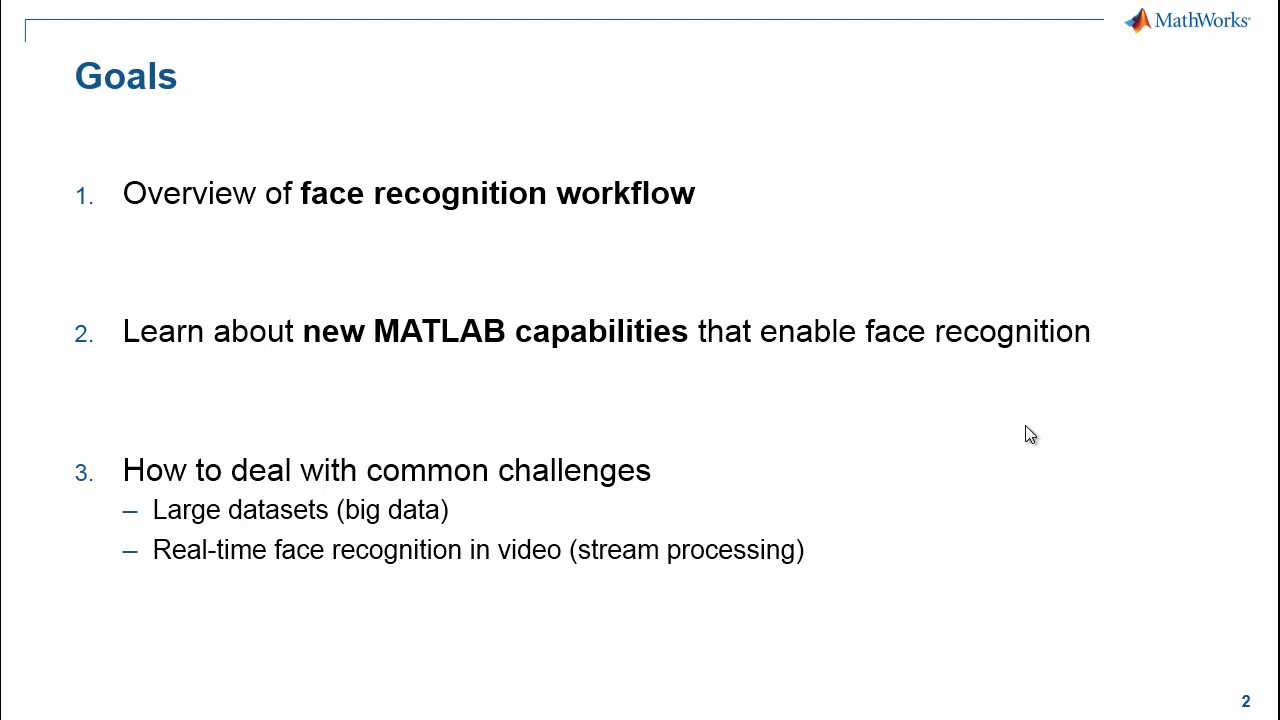 MathWorks®
Goals
1. Overview of face recognition workflow
2. Learn about new MATLAB capabilities that enable face recognition
3. How to deal with common challenges
– Large datasets (big data)
– Real-time face recognition in video (stream processing)
2